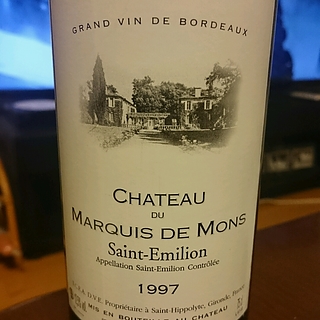 GRAND VIN DE BORDEAUX
CHATEAU
DU
MARQUIS DE MONS
Saint-Emilion
Appellation Saint-Emilion Contrôlée
1997
Propriétaire à Saint-Hippolyte, Gironde,
MIS EN BOUTEILLE AU CHATEAU